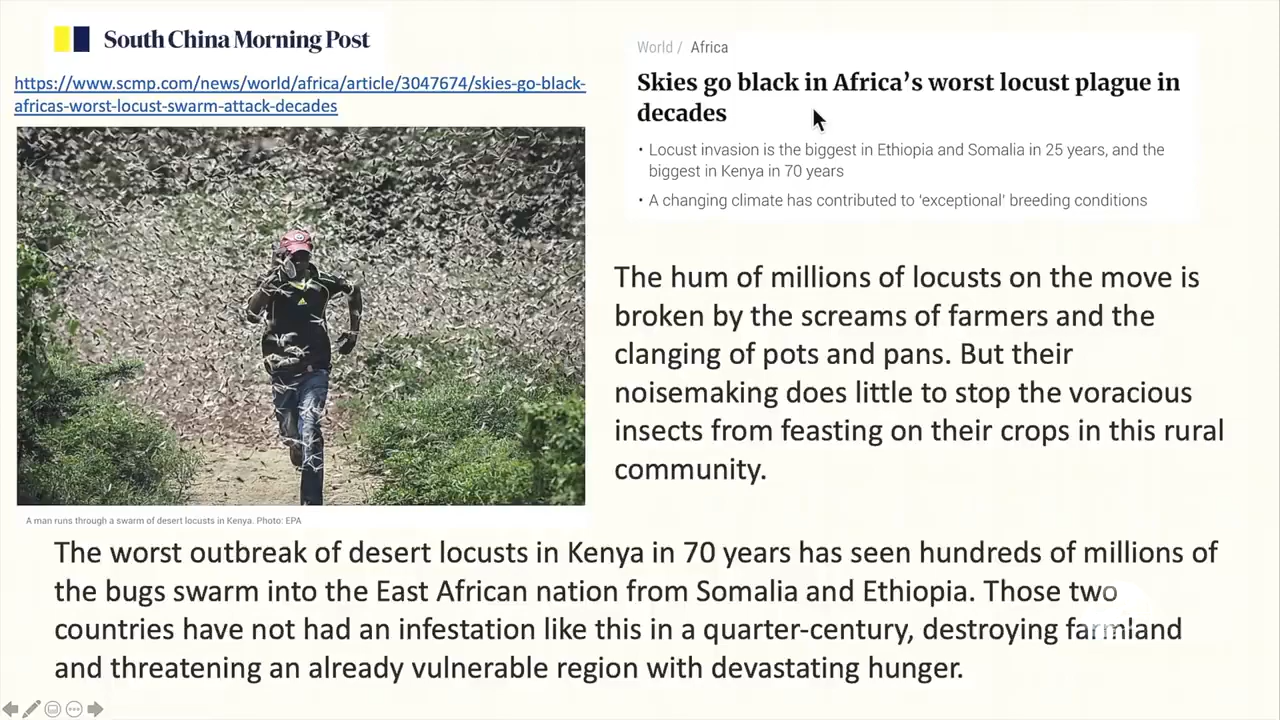 South China Morning Post
https://www.scmp.com/news/world/africa/article/3047674/skies-go-black-
africas-worst-locust-swarm-attack-decades
A man runs through a swarm of desert locusts in Kenya. Photo: EPA
World / Africa
Skies go black in Africa’s worst locust plague in
decades
• Locust invasion is the biggest in Ethiopia and Somalia in 25 years, and the
biggest in Kenya in 70 years
• A changing climate has contributed to ‘exceptional’ breeding conditions
The hum of millions of locusts on the move is
broken by the screams of farmers and the
clanging of pots and pans. But their
noisemaking does little to stop the voracious
insects from feasting on their crops in this rural
community.
The worst outbreak of desert locusts in Kenya in 70 years has seen hundreds of millions of
the bugs swarm into the East African nation from Somalia and Ethiopia. Those two
countries have not had an infestation like this in a quarter-century, destroying farmland
and threatening an already vulnerable region with devastating hunger.